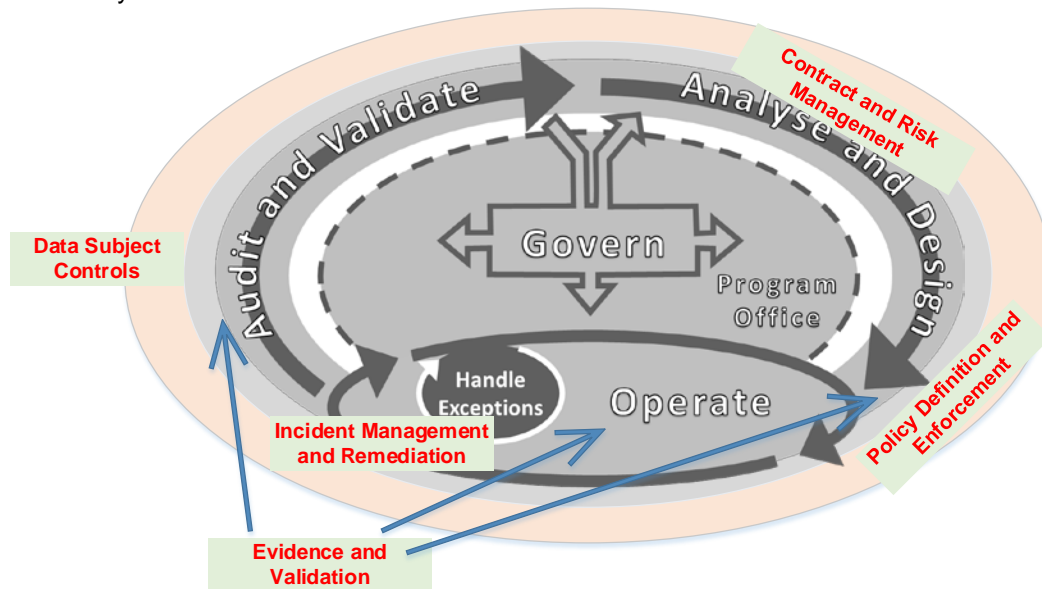 Contract and Risk
Management
Audit and Validate
Analyse and Design
Data Subject
Controls
Govern
Program
Office
Handle
Exceptions
Operate
Incident Management
and Remediation
Policy Definition and
Enforcement
Evidence and
Validation